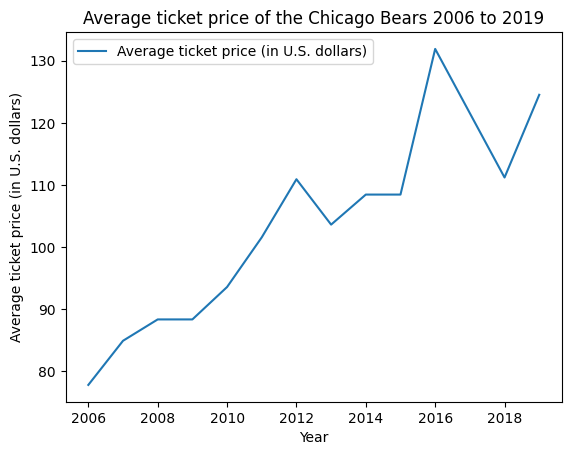 Average ticket price of the Chicago Bears 2006 to 2019
Average ticket price (in U.S. dollars)
Average ticket price (in U.S. dollars)
130
120
110
100
90
80
2006 2008 2010 2012 2014 2016 2018
Year